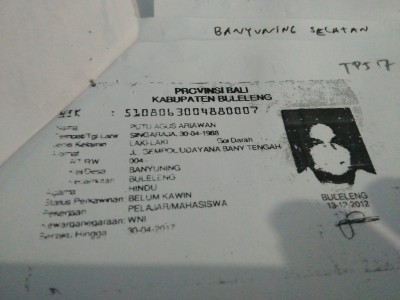 BANYUNING SELATAN
TPS 7
PROVINSI BALI
KABUPATEN BULELENG
NIK : 5108063004880007
Nama PUTU AGUS ARIAWAN
Tempat/Tgl Lahir SINGARAJA, 30-04-1988
Jenis Kelamin LAKI-LAKI Gol Darah
Alamat JL. GEMPOL/UDAYANA BANY TENGAH
RT/RW 004
Kel/Desa BANYUNING
Kecamatan BULELENG
Agama HINDU
Status Perkawinan: BELUM KAWIN
Pekerjaan PELAJAR/MAHASISWA
Kewarganegaraan: WNI
Berlaku Hingga 30-04-2017
BULELENG
13-12-2012